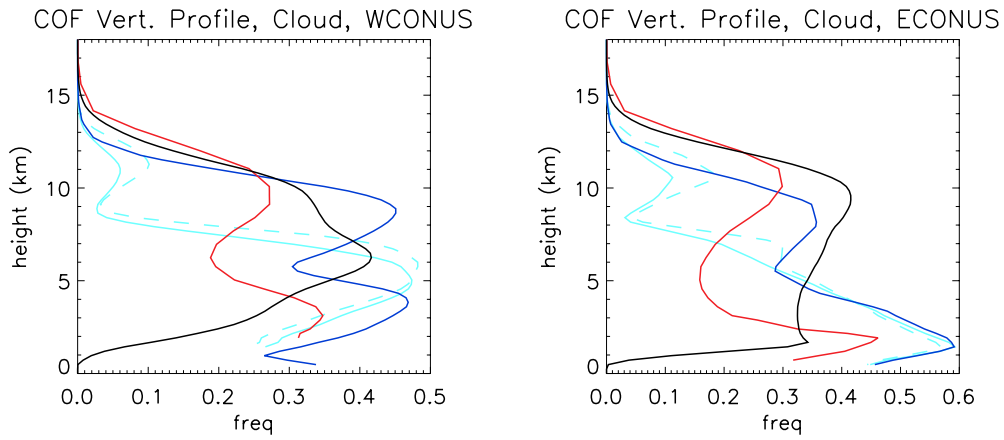 COF Vert. Profile, Cloud, WCONUS
height (km)
15
10
5
0
0.0 0.1 0.2 0.3 0.4 0.5
freq
COF Vert. Profile, Cloud, ECONUS
height (km)
15
10
5
0
0.0 0.1 0.2 0.3 0.4 0.5 0.6
freq